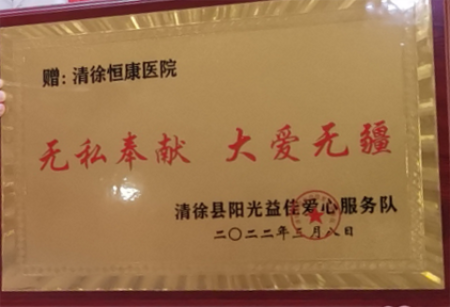 赠：清徐恒康医院
无私奉献 大爱无疆
清徐县阳光益佳爱心服务队
二〇二二年三月八日